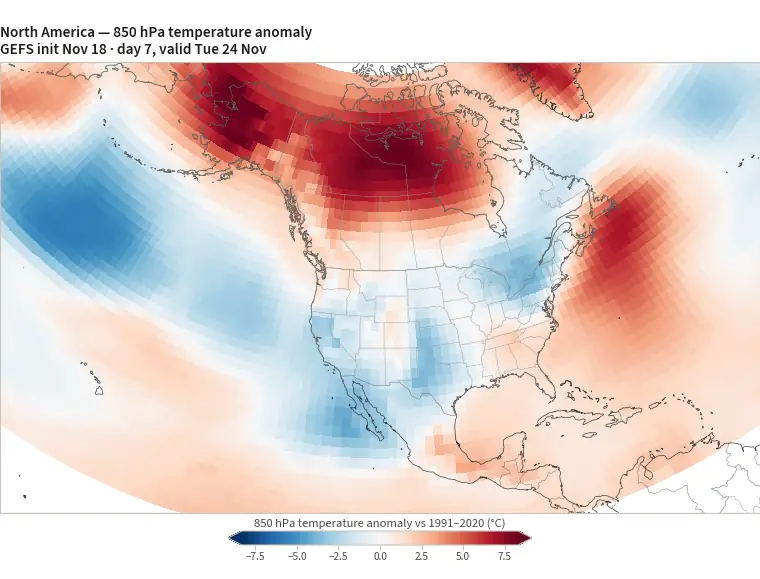 North America — 850 hPa temperature anomaly
GEFS init Nov 18 · day 7, valid Tue 24 Nov
850 hPa temperature anomaly vs 1991–2020 (°C)
−7.5 −5.0 −2.5 0.0 2.5 5.0 7.5